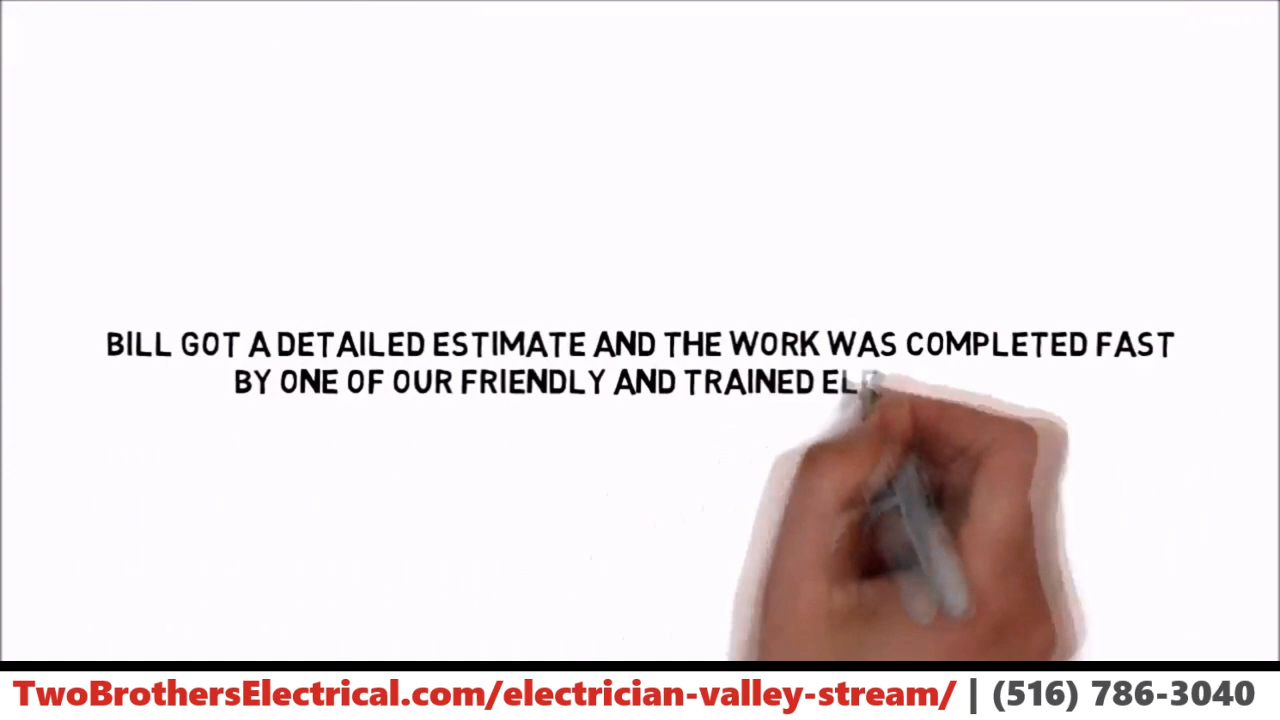 BILL GOT A DETAILED ESTIMATE AND THE WORK WAS COMPLETED FAST
BY ONE OF OUR FRIENDLY AND TRAINED
TwoBrothersElectrical.com/electrician-valley-stream/ | (516) 786-3040